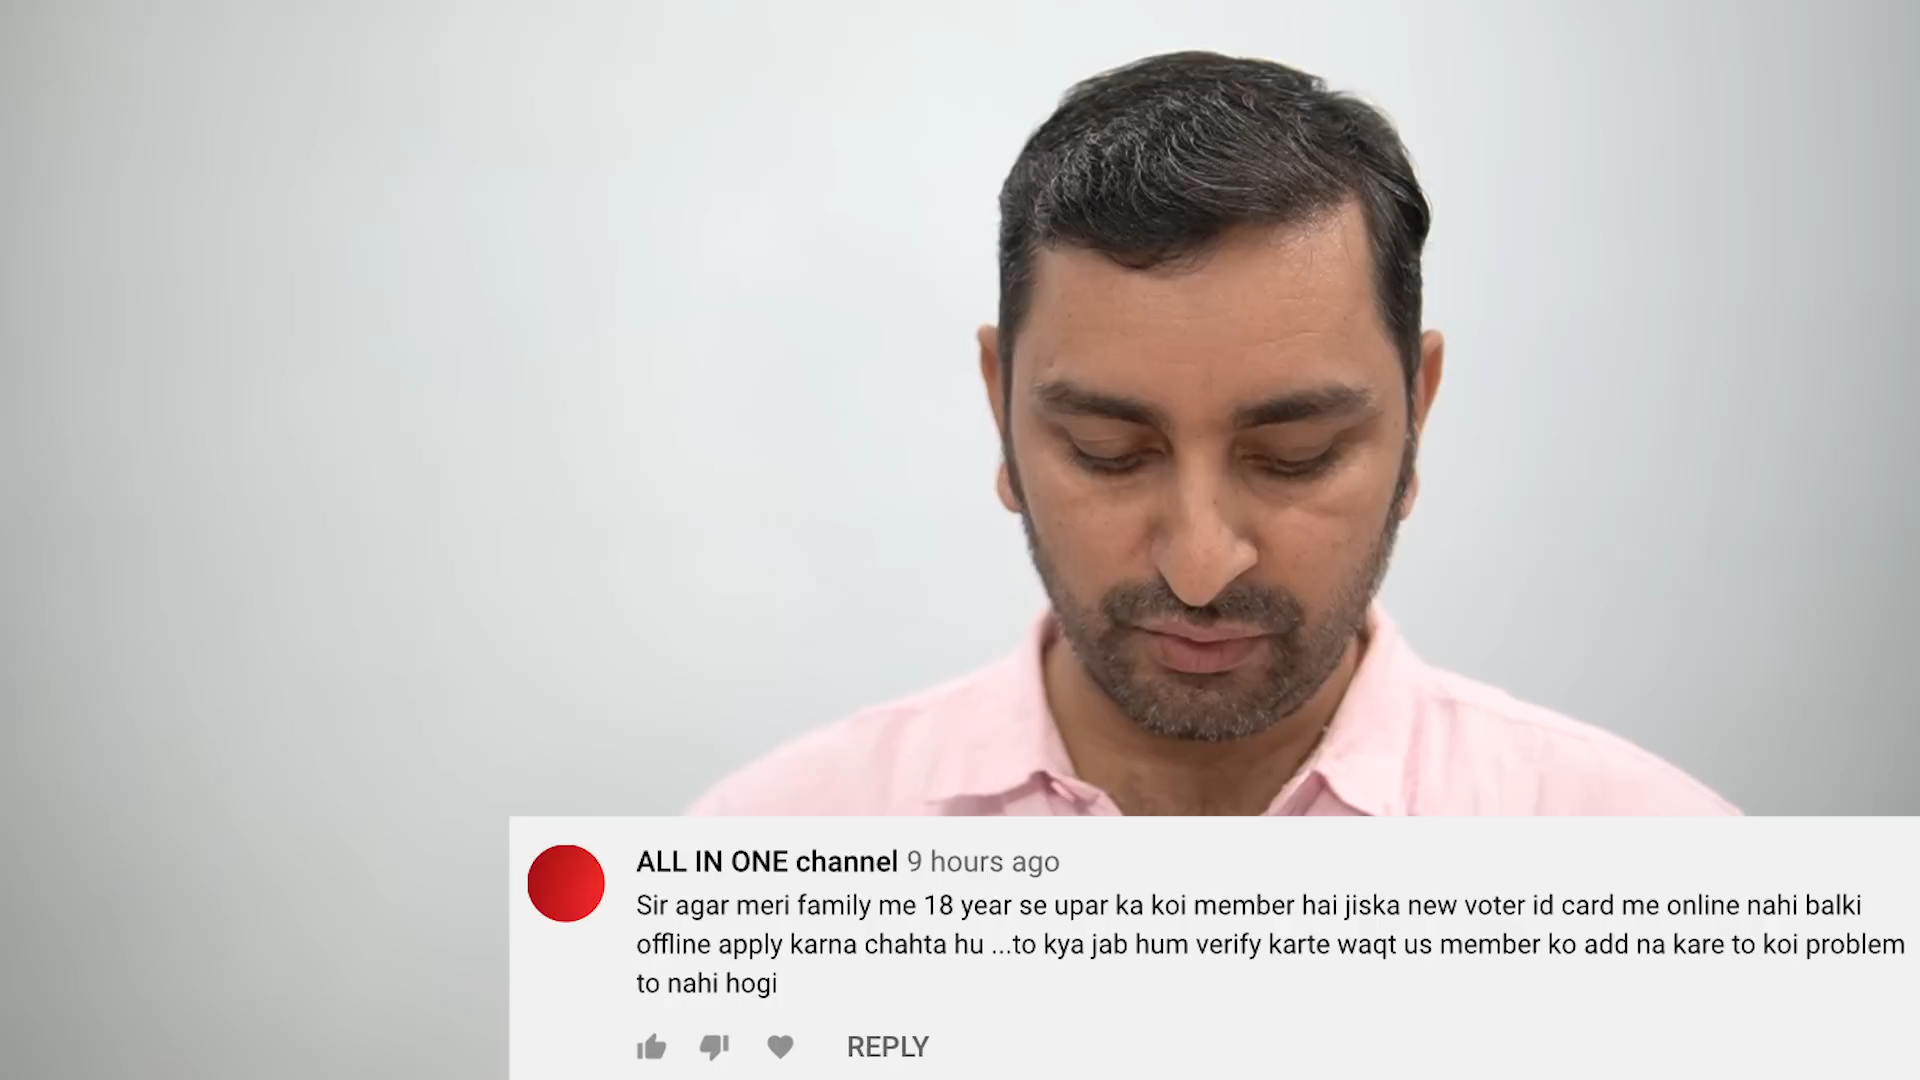 ALL IN ONE channel 9 hours ago
Sir agar meri family me 18 year se upar ka koi member hai jiska new voter id card me online nahi balki
offline apply karna chahta hu ...to kya jab hum verify karte waqt us member ko add na kare to koi problem
to nahi hogi
REPLY